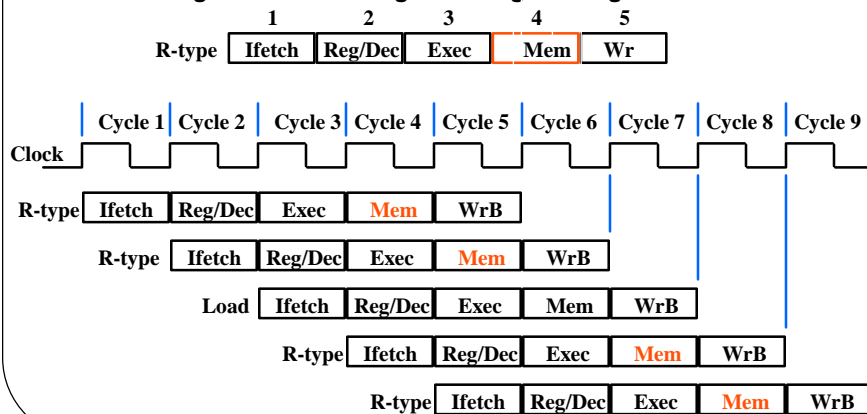 1 2 3 4 5
R-type Ifetch Reg/Dec Exec Mem Wr
Cycle 1 Cycle 2 Cycle 3 Cycle 4 Cycle 5 Cycle 6 Cycle 7 Cycle 8 Cycle 9
Clock
R-type Ifetch Reg/Dec Exec Mem WrB
R-type Ifetch Reg/Dec Exec Mem WrB
Load Ifetch Reg/Dec Exec Mem WrB
R-type Ifetch Reg/Dec Exec Mem WrB
R-type Ifetch Reg/Dec Exec Mem WrB